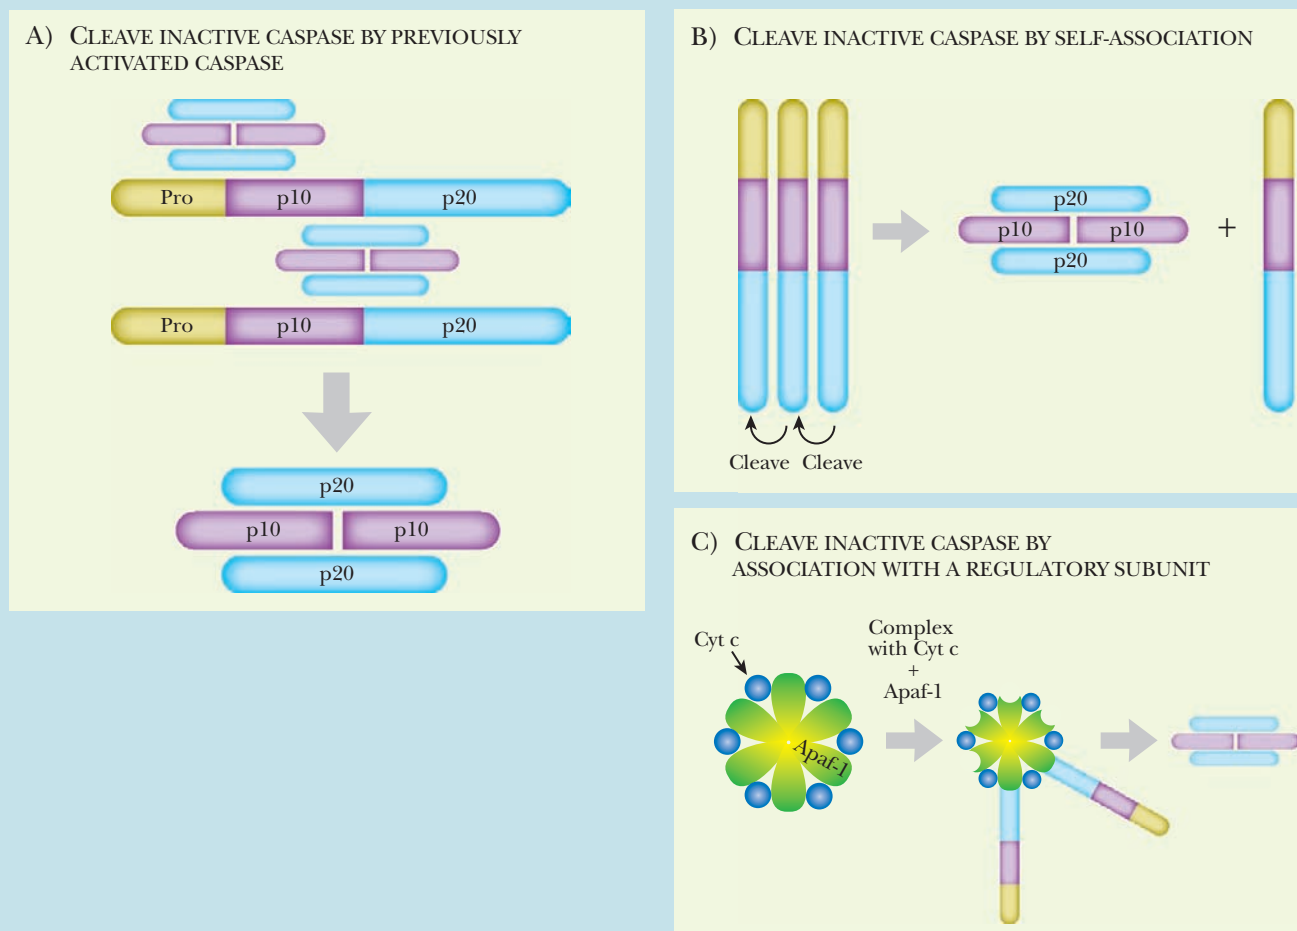 A) CLEAVE INACTIVE CASPASE BY PREVIOUSLY
ACTIVATED CASPASE
Pro p10 p20
Pro p10 p20
p20
p10 p10
p20
B) CLEAVE INACTIVE CASPASE BY SELF-ASSOCIATION
p20
p10 p10 +
p20
Cleave Cleave
C) CLEAVE INACTIVE CASPASE BY
ASSOCIATION WITH A REGULATORY SUBUNIT
Cyt c
Complex
with Cyt c
+
Apaf-1
Apaf-1